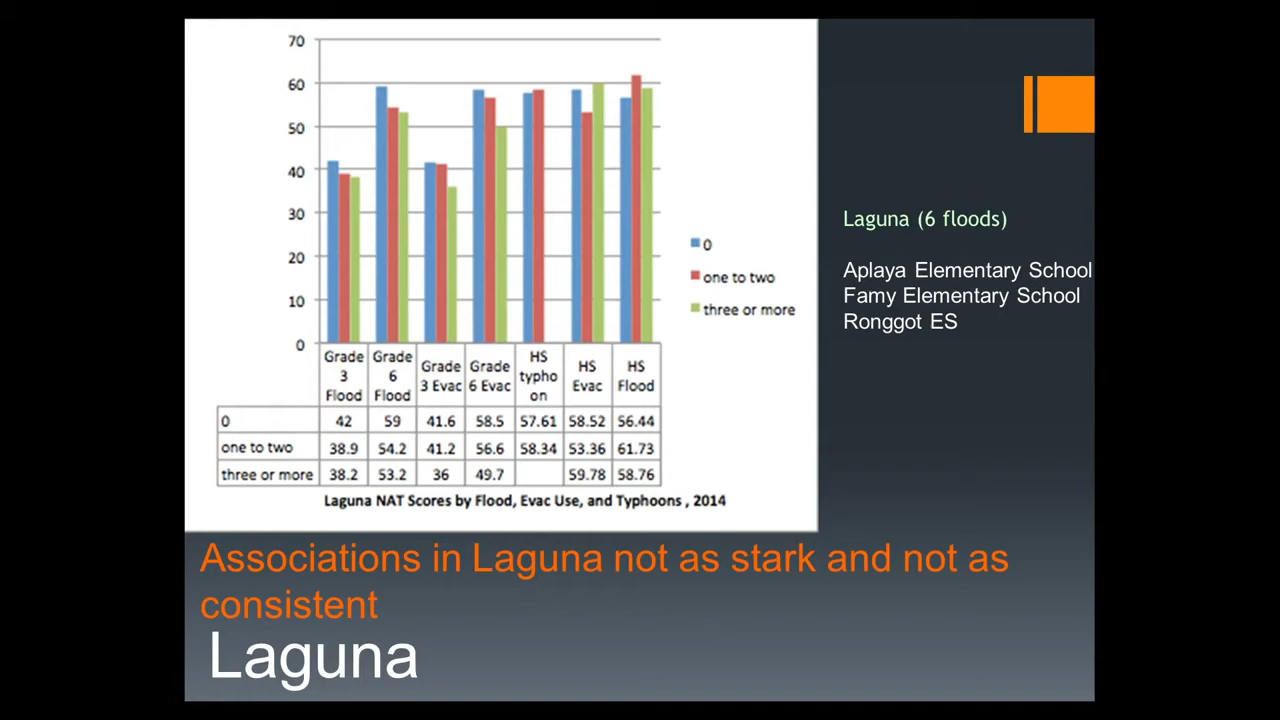 70
60
50
40
30
20
10
0
0
one to two
three or more
Grade 3 Flood
Grade 6 Flood
Grade 3 Evac
Grade 6 Evac
HS typho on
HS Evac
HS Flood
0 42 59 41.6 58.5 57.61 58.52 56.44
one to two 38.9 54.2 41.2 56.6 58.34 53.36 61.73
three or more 38.2 53.2 36 49.7 59.78 58.76
Laguna NAT Scores by Flood, Evac Use, and Typhoons , 2014
Laguna (6 floods)
Aplaya Elementary School
Famy Elementary School
Ronggot ES
Associations in Laguna not as stark and not as
consistent
Laguna